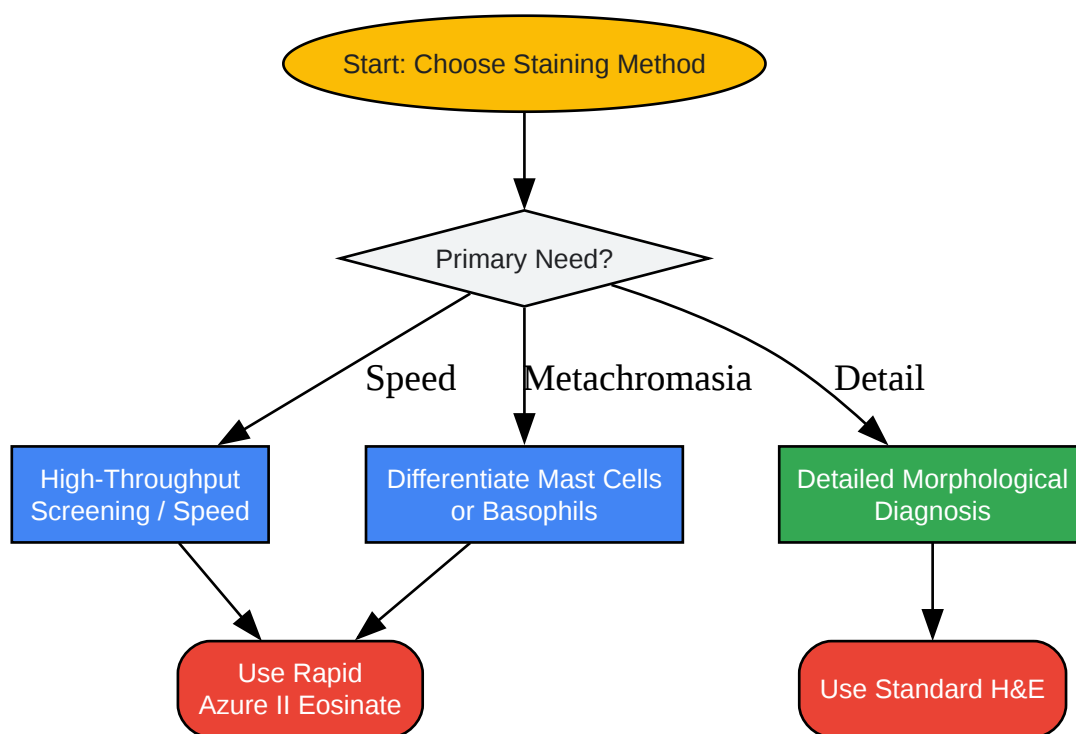 Start: Choose Staining Method
Primary Need?
Speed
Metachromasia
Detail
High-Throughput
Screening / Speed
Differentiate Mast Cells
or Basophils
Detailed Morphological
Diagnosis
Use Rapid
Azure II Eosinate
Use Standard H&E